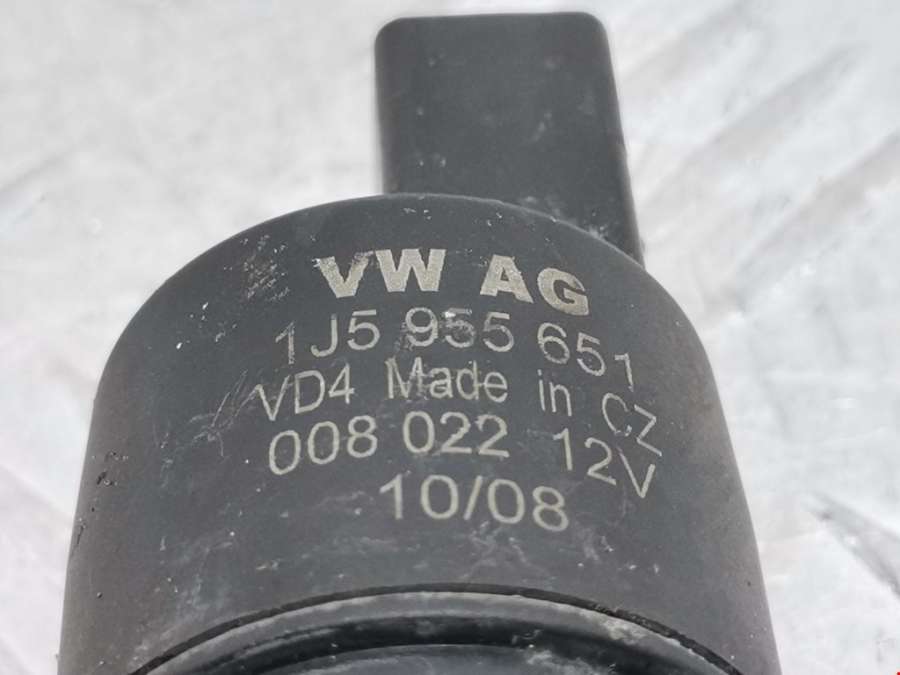 VW AG
1J5 955 651
VD4 Made in CZ
008 022 12V
10/08